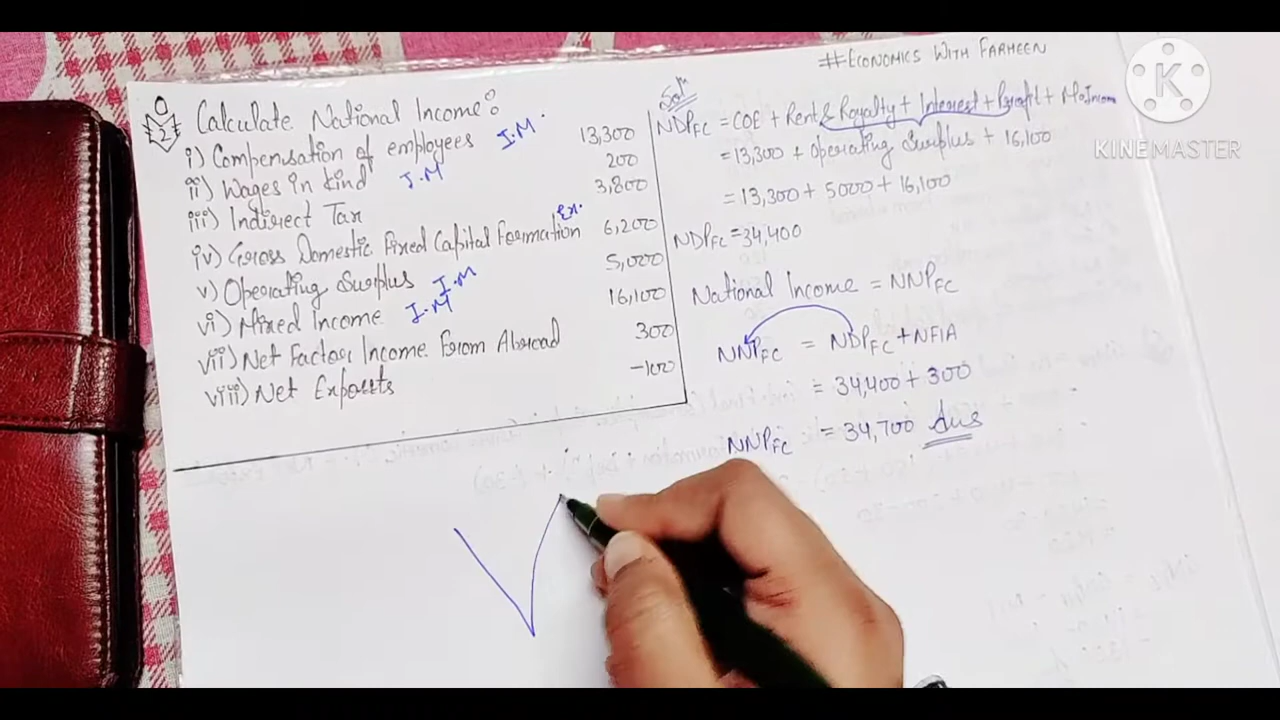 #ECONOMICS WITH FARHEEN
K
KINEMASTER
2
Calculate National Income:
i) Compensation of employees I.M. 13,300
ii) Wages in kind I.M 200
iii) Indirect Tax 3,800
iv) Gross Domestic Fixed Capital Formation Ex. 6,200
v) Operating Surplus I.M 5,000
vi) Mixed Income I.M 16,100
vii) Net Factor Income From Abroad 300
viii) Net Exports -100
Solⁿ
NDPFC = COE + Rent & Royalty + Interest + Profit + M.Income
= 13,300 + Operating Surplus + 16,100
= 13,300 + 5000 + 16,100
NDPFC = 34,400
National Income = NNPFC
NNPFC = NDPFC + NFIA
= 34,400 + 300
NNPFC = 34,700 Ans